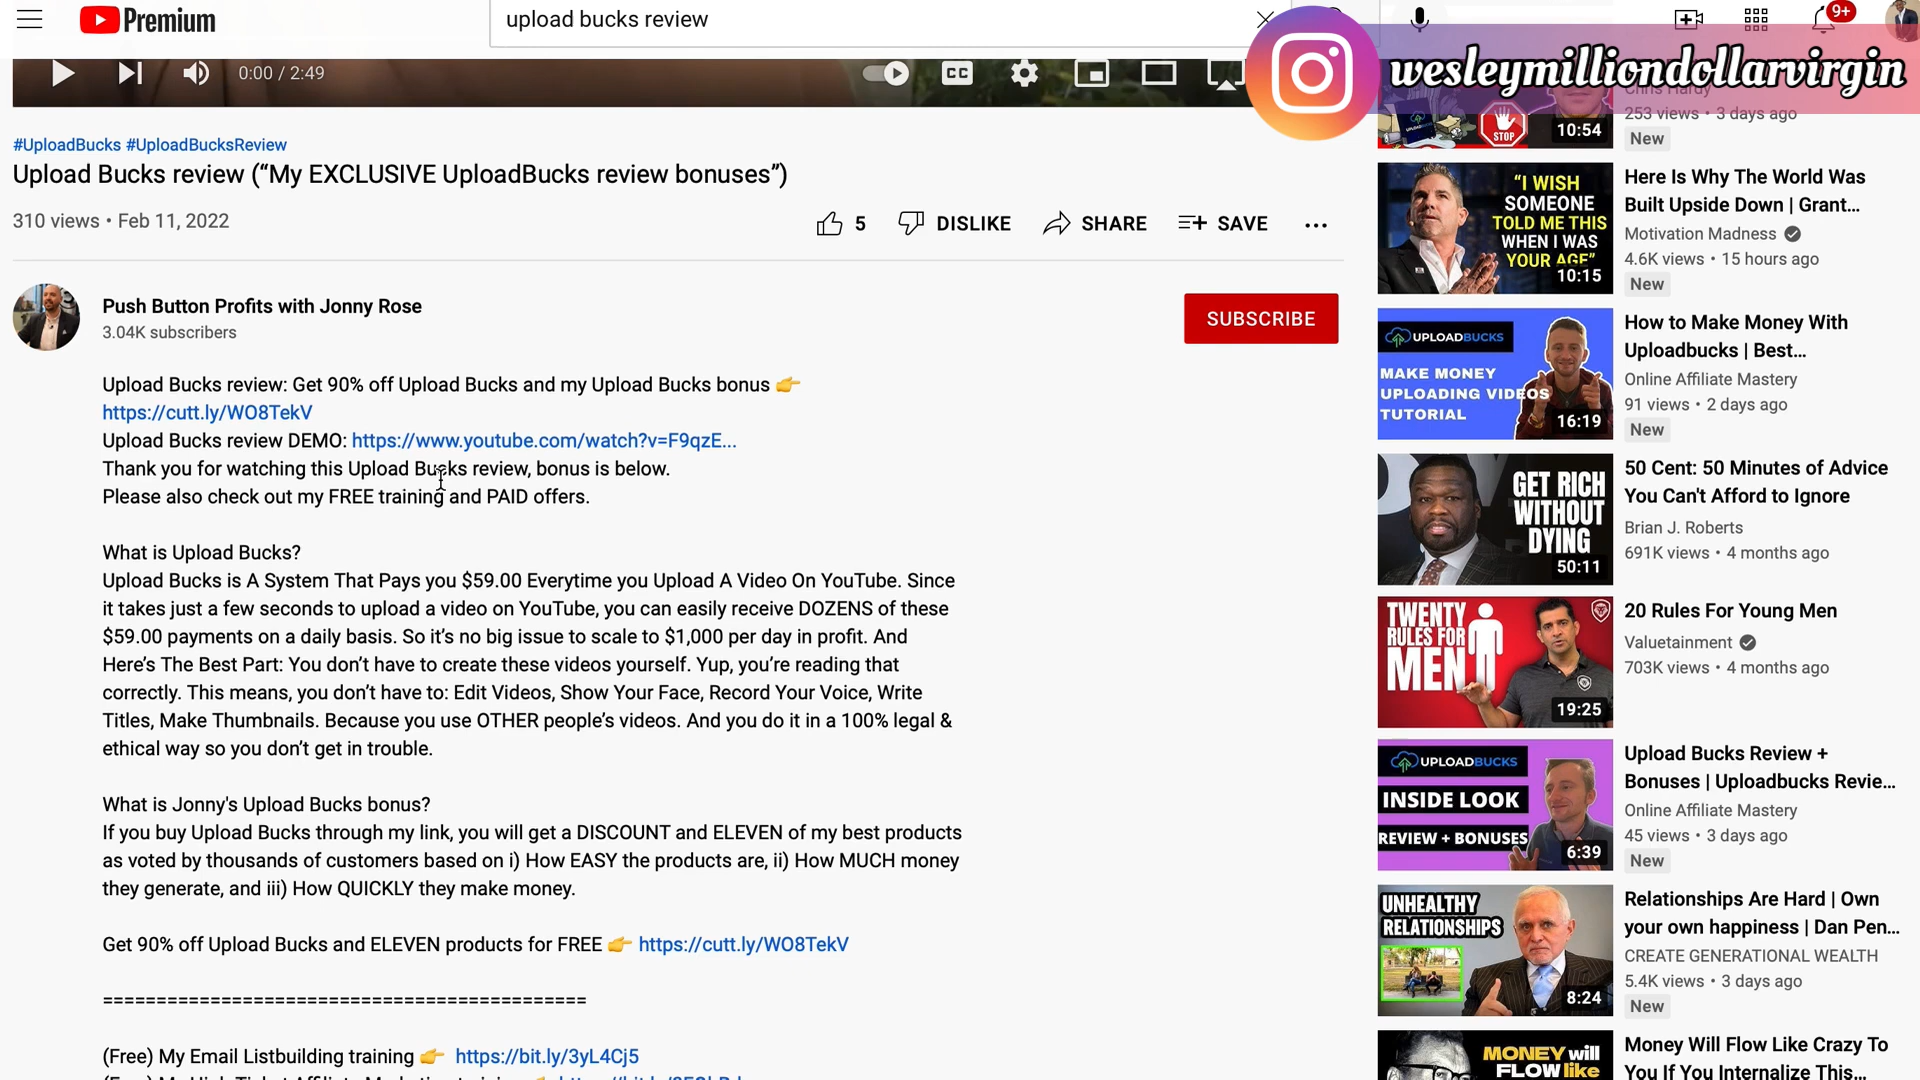 Premium
upload bucks review
9+
wesleymilliondollarvirgin
0:00 / 2:49
CC
#UploadBucks #UploadBucksReview
Upload Bucks review (“My EXCLUSIVE UploadBucks review bonuses”)
310 views • Feb 11, 2022
5
DISLIKE
SHARE
SAVE
Push Button Profits with Jonny Rose
3.04K subscribers
SUBSCRIBE
Upload Bucks review: Get 90% off Upload Bucks and my Upload Bucks bonus 👉
https://cutt.ly/WO8TekV
Upload Bucks review DEMO: https://www.youtube.com/watch?v=F9qzE...
Thank you for watching this Upload Bucks review, bonus is below.
Please also check out my FREE training and PAID offers.
What is Upload Bucks?
Upload Bucks is A System That Pays you $59.00 Everytime you Upload A Video On YouTube. Since
it takes just a few seconds to upload a video on YouTube, you can easily receive DOZENS of these
$59.00 payments on a daily basis. So it’s no big issue to scale to $1,000 per day in profit. And
Here’s The Best Part: You don’t have to create these videos yourself. Yup, you’re reading that
correctly. This means, you don’t have to: Edit Videos, Show Your Face, Record Your Voice, Write
Titles, Make Thumbnails. Because you use OTHER people’s videos. And you do it in a 100% legal &
ethical way so you don’t get in trouble.
What is Jonny's Upload Bucks bonus?
If you buy Upload Bucks through my link, you will get a DISCOUNT and ELEVEN of my best products
as voted by thousands of customers based on i) How EASY the products are, ii) How MUCH money
they generate, and iii) How QUICKLY they make money.
Get 90% off Upload Bucks and ELEVEN products for FREE 👉 https://cutt.ly/WO8TekV
=============================================
(Free) My Email Listbuilding training 👉 https://bit.ly/3yL4Cj5
Chris Hardy
253 views • 3 days ago
New
STOP
10:54
“I WISH
SOMEONE
TOLD ME THIS
WHEN I WAS
YOUR AGE”
10:15
Here Is Why The World Was
Built Upside Down | Grant...
Motivation Madness
4.6K views • 15 hours ago
New
UPLOADBUCKS
MAKE MONEY
UPLOADING VIDEOS
TUTORIAL
16:19
How to Make Money With
Uploadbucks | Best...
Online Affiliate Mastery
91 views • 2 days ago
New
GET RICH
WITHOUT
DYING
50:11
50 Cent: 50 Minutes of Advice
You Can't Afford to Ignore
Brian J. Roberts
691K views • 4 months ago
TWENTY
RULES FOR
MEN
19:25
20 Rules For Young Men
Valuetainment
703K views • 4 months ago
UPLOADBUCKS
INSIDE LOOK
REVIEW + BONUSES
6:39
Upload Bucks Review +
Bonuses | Uploadbucks Revie...
Online Affiliate Mastery
45 views • 3 days ago
New
UNHEALTHY
RELATIONSHIPS
8:24
Relationships Are Hard | Own
your own happiness | Dan Pen...
CREATE GENERATIONAL WEALTH
5.4K views • 3 days ago
New
MONEY will
FLOW like
Money Will Flow Like Crazy To
You If You Internalize This...